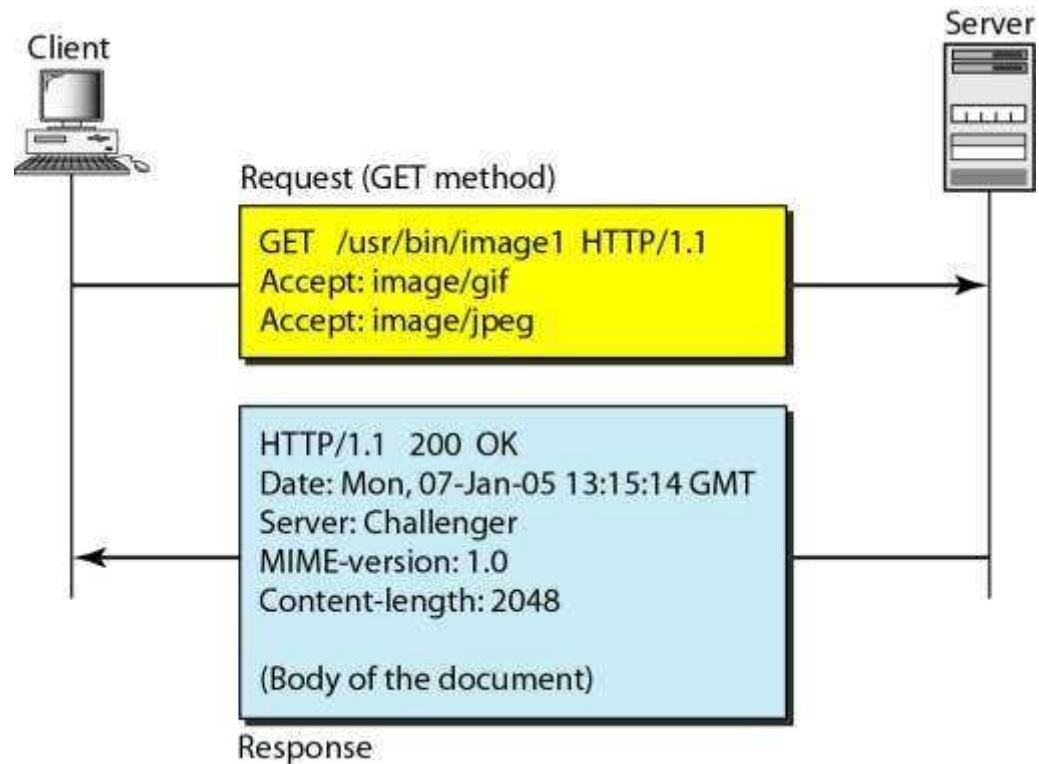 Client
Server
Request (GET method)
GET /usr/bin/image1 HTTP/1.1
Accept: image/gif
Accept: image/jpeg
HTTP/1.1 200 OK
Date: Mon, 07-Jan-05 13:15:14 GMT
Server: Challenger
MIME-version: 1.0
Content-length: 2048
(Body of the document)
Response